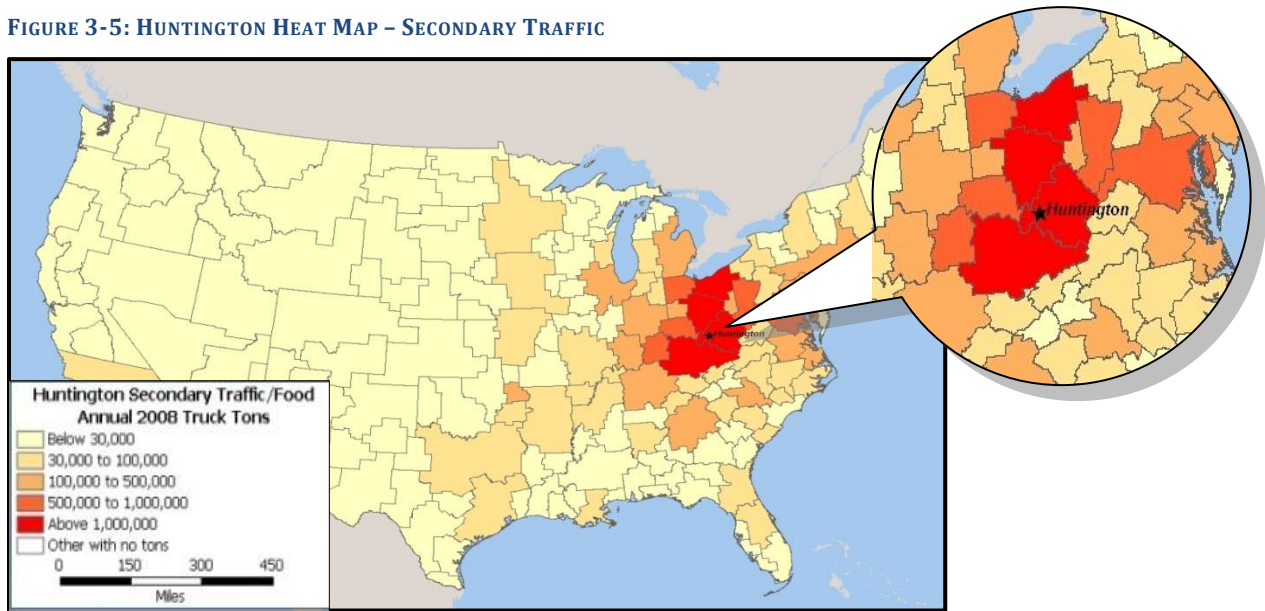 FIGURE 3-5: HUNTINGTON HEAT MAP – SECONDARY TRAFFIC
Huntington
Huntington
Huntington Secondary Traffic/Food
Annual 2008 Truck Tons
Below 30,000
30,000 to 100,000
100,000 to 500,000
500,000 to 1,000,000
Above 1,000,000
Other with no tons
0 150 300 450
Miles